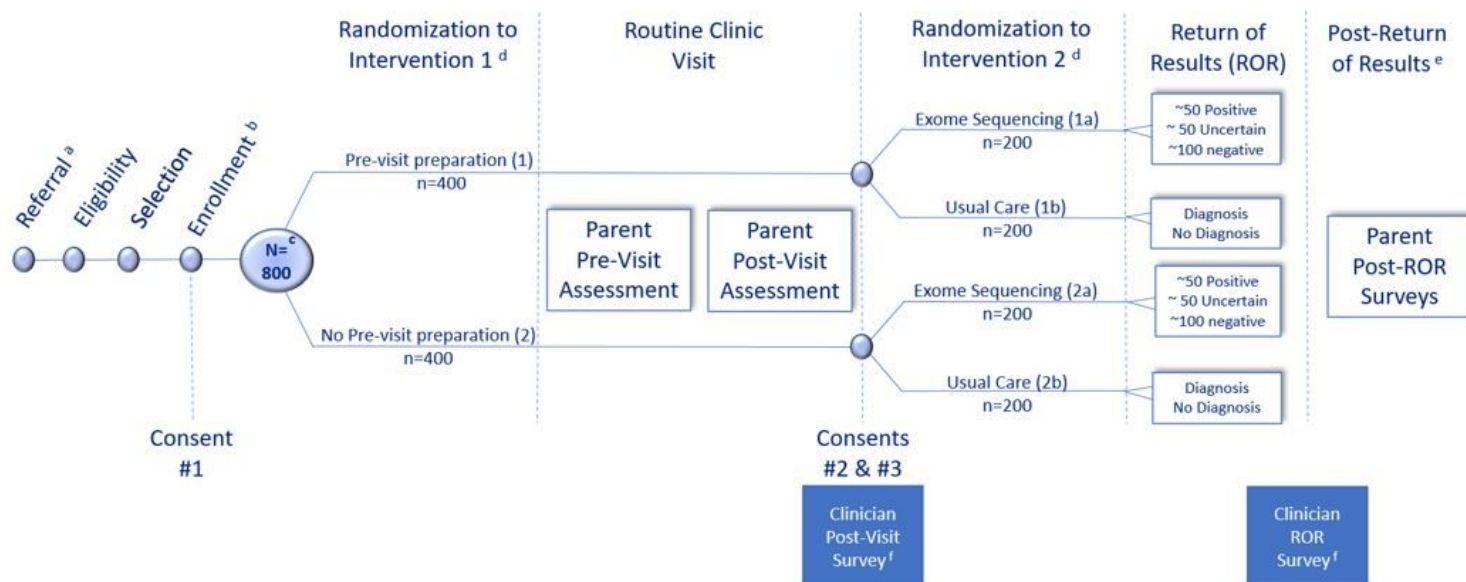 Randomization to
Intervention 1 d
Routine Clinic
Visit
Randomization to
Intervention 2 d
Return of
Results (ROR)
Post-Return
of Results e
Referral a
Eligibility
Selection
Enrollment b
N= c
800
Pre-visit preparation (1)
n=400
No Pre-visit preparation (2)
n=400
Parent
Pre-Visit
Assessment
Parent
Post-Visit
Assessment
Exome Sequencing (1a)
n=200
Usual Care (1b)
n=200
Exome Sequencing (2a)
n=200
Usual Care (2b)
n=200
~50 Positive
~ 50 Uncertain
~100 negative
Diagnosis
No Diagnosis
~50 Positive
~ 50 Uncertain
~100 negative
Diagnosis
No Diagnosis
Parent
Post-ROR
Surveys
Consent
#1
Consents
#2 & #3
Clinician
Post-Visit
Survey f
Clinician
ROR
Survey f